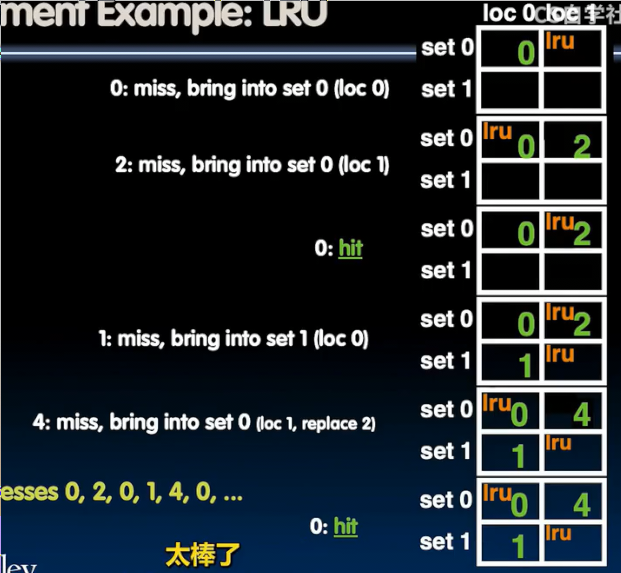 ment Example: LRU
loc 0 loc 1
CS自学社
set 0 0 lru
0: miss, bring into set 0 (loc 0) set 1
set 0 lru 0 2
2: miss, bring into set 0 (loc 1) set 1
set 0 0 lru 2
0: hit set 1
set 0 0 lru 2
1: miss, bring into set 1 (loc 0) set 1 1 lru
set 0 lru 0 4
4: miss, bring into set 0 (loc 1, replace 2)
set 1 1 lru
esses 0, 2, 0, 1, 4, 0, ... set 0 lru 0 4
0: hit set 1 1 lru
太棒了
ley